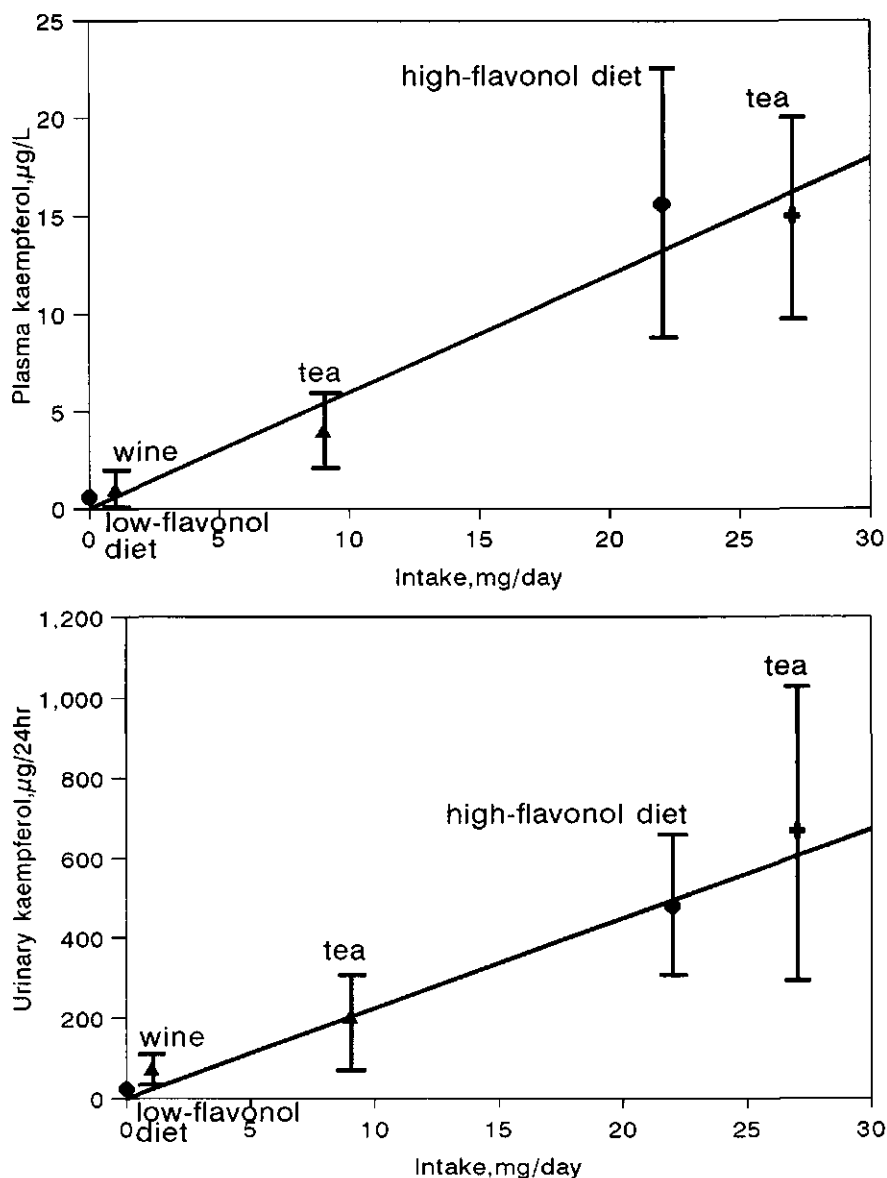 25
20
15
10
5
0
Plasma kaempferol,µg/L
high-flavonol diet
tea
tea
wine
low-flavonol
diet
0 5 10 15 20 25 30
Intake,mg/day
1,200
1,000
800
600
400
200
0
Urinary kaempferol,µg/24hr
tea
high-flavonol diet
tea
wine
low-flavonol
diet
0 5 10 15 20 25 30
Intake,mg/day